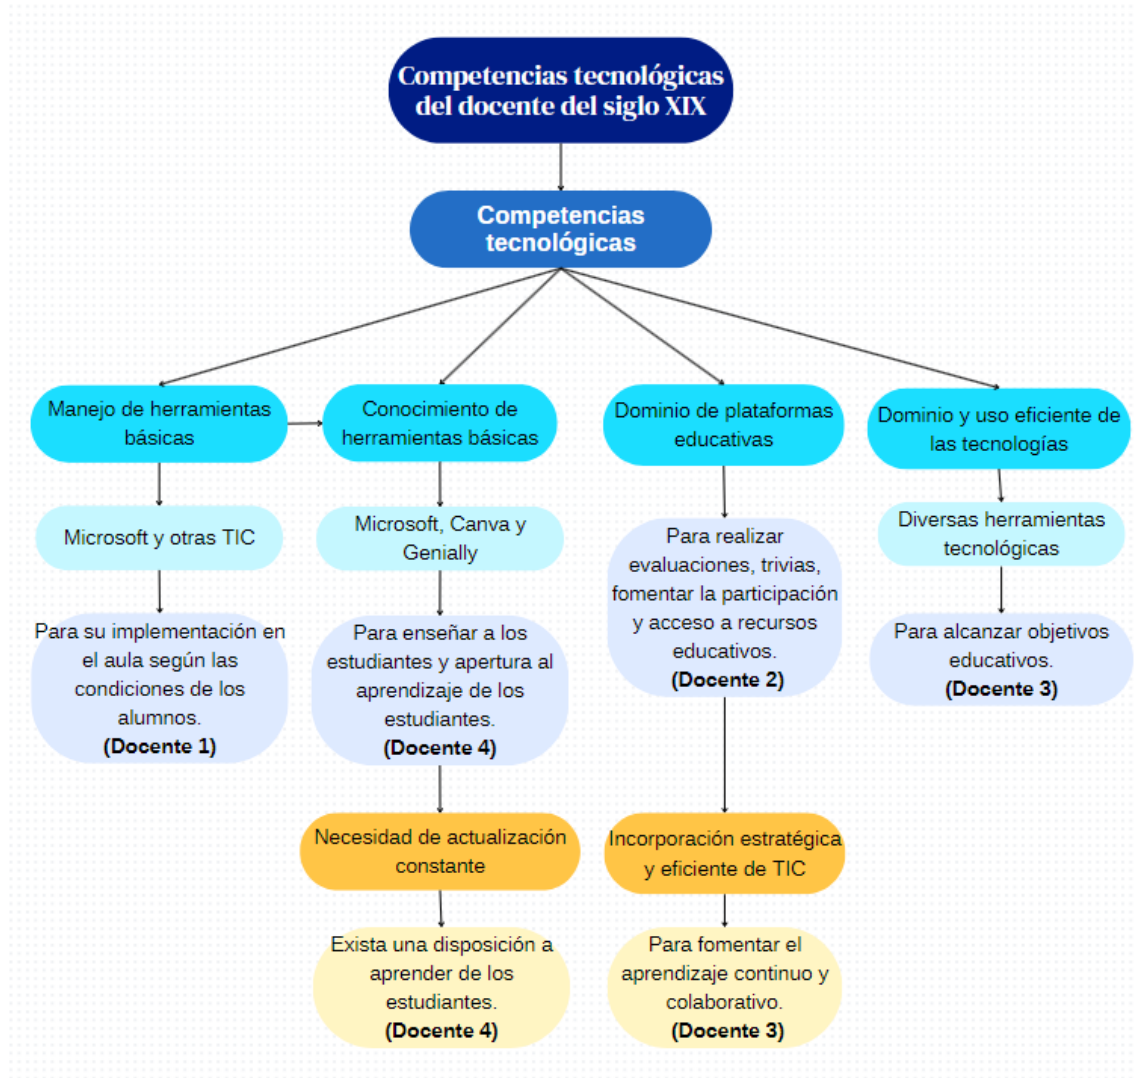 Competencias tecnológicas
del docente del siglo XIX
Competencias
tecnológicas
Manejo de herramientas
básicas
Conocimiento de
herramientas básicas
Dominio de plataformas
educativas
Dominio y uso eficiente de
las tecnologías
Microsoft y otras TIC
Microsoft, Canva y
Genially
Para realizar
evaluaciones, trivias,
fomentar la participación
y acceso a recursos
educativos.
(Docente 2)
Diversas herramientas
tecnológicas
Para su implementación en
el aula según las
condiciones de los
alumnos.
(Docente 1)
Para enseñar a los
estudiantes y apertura al
aprendizaje de los
estudiantes.
(Docente 4)
Para alcanzar objetivos
educativos.
(Docente 3)
Necesidad de actualización
constante
Incorporación estratégica
y eficiente de TIC
Exista una disposición a
aprender de los
estudiantes.
(Docente 4)
Para fomentar el
aprendizaje continuo y
colaborativo.
(Docente 3)